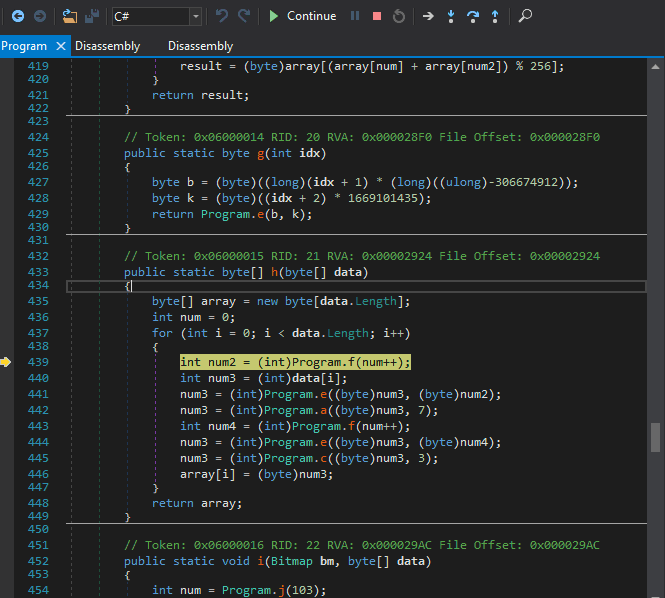 C# Continue
Program × Disassembly Disassembly
419 result = (byte)array[(array[num] + array[num2]) % 256];
420 }
421 return result;
422 }
423
424 // Token: 0x06000014 RID: 20 RVA: 0x000028F0 File Offset: 0x000028F0
425 public static byte g(int idx)
426 {
427 byte b = (byte)((long)(idx + 1) * (long)((ulong)-306674912));
428 byte k = (byte)((idx + 2) * 1669101435);
429 return Program.e(b, k);
430 }
431
432 // Token: 0x06000015 RID: 21 RVA: 0x00002924 File Offset: 0x00002924
433 public static byte[] h(byte[] data)
434 {
435 byte[] array = new byte[data.Length];
436 int num = 0;
437 for (int i = 0; i < data.Length; i++)
438 {
439 int num2 = (int)Program.f(num++);
440 int num3 = (int)data[i];
441 num3 = (int)Program.e((byte)num3, (byte)num2);
442 num3 = (int)Program.a((byte)num3, 7);
443 int num4 = (int)Program.f(num++);
444 num3 = (int)Program.e((byte)num3, (byte)num4);
445 num3 = (int)Program.c((byte)num3, 3);
446 array[i] = (byte)num3;
447 }
448 return array;
449 }
450
451 // Token: 0x06000016 RID: 22 RVA: 0x000029AC File Offset: 0x000029AC
452 public static void i(Bitmap bm, byte[] data)
453 {
454 int num = Program.j(103);